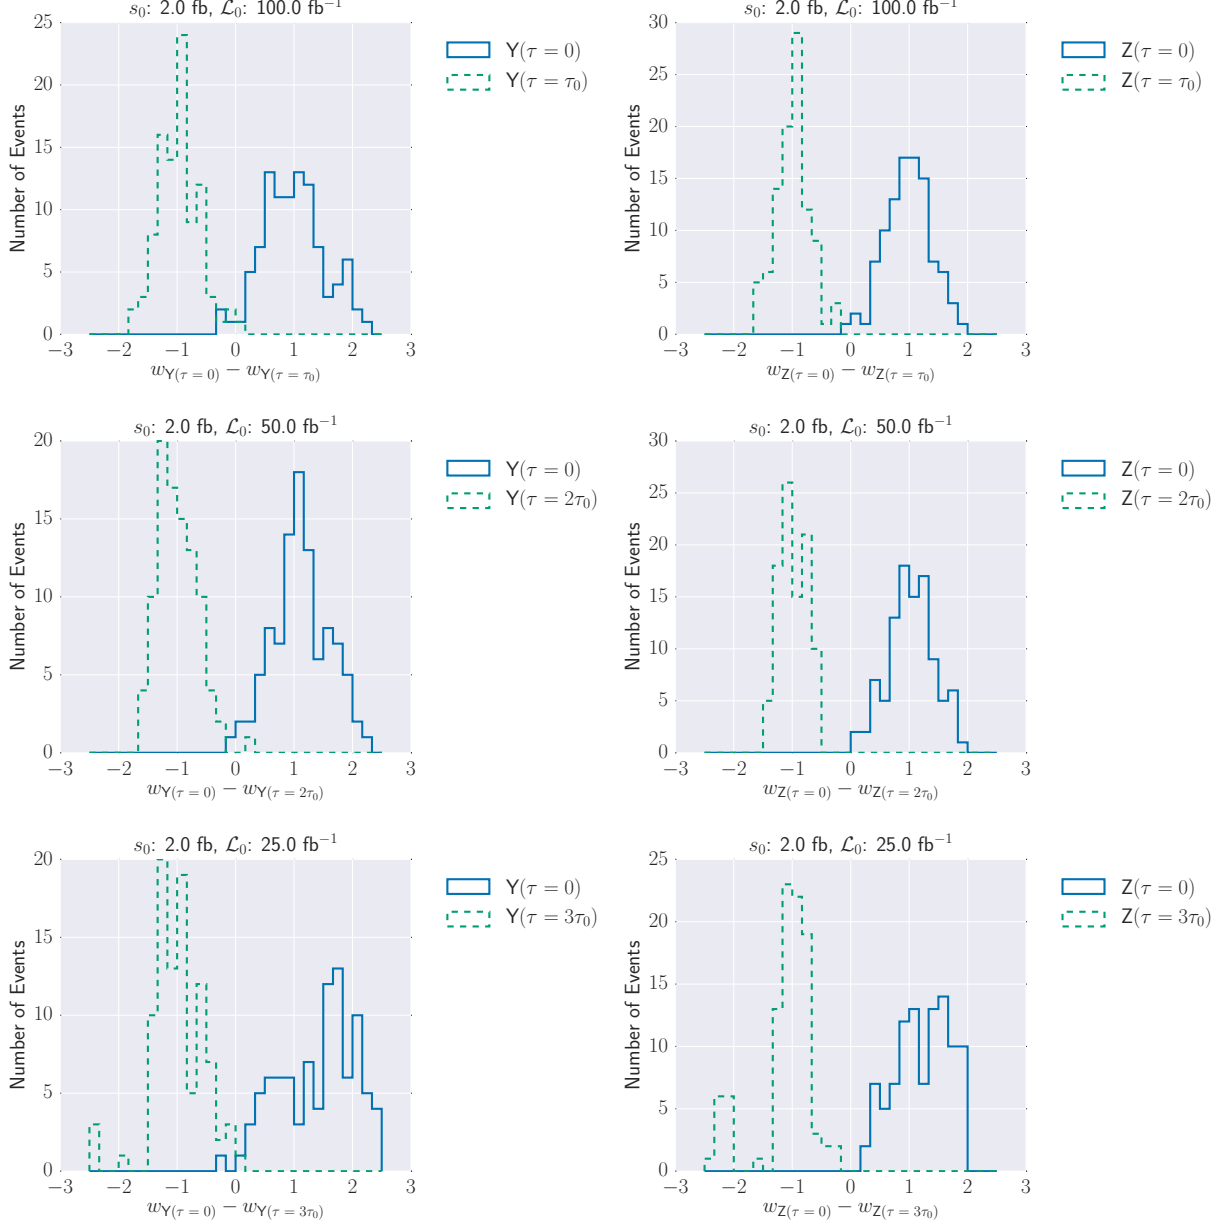 s₀: 2.0 fb, ℒ₀: 100.0 fb⁻¹
25
20
15
10
5
0
Number of Events
−3 −2 −1 0 1 2 3
w_Y(τ = 0) − w_Y(τ = τ₀)
Y(τ = 0)
Y(τ = τ₀)
s₀: 2.0 fb, ℒ₀: 100.0 fb⁻¹
30
25
20
15
10
5
0
Number of Events
−3 −2 −1 0 1 2 3
w_Z(τ = 0) − w_Z(τ = τ₀)
Z(τ = 0)
Z(τ = τ₀)
s₀: 2.0 fb, ℒ₀: 50.0 fb⁻¹
20
15
10
5
0
Number of Events
−3 −2 −1 0 1 2 3
w_Y(τ = 0) − w_Y(τ = 2τ₀)
Y(τ = 0)
Y(τ = 2τ₀)
s₀: 2.0 fb, ℒ₀: 50.0 fb⁻¹
30
25
20
15
10
5
0
Number of Events
−3 −2 −1 0 1 2 3
w_Z(τ = 0) − w_Z(τ = 2τ₀)
Z(τ = 0)
Z(τ = 2τ₀)
s₀: 2.0 fb, ℒ₀: 25.0 fb⁻¹
20
15
10
5
0
Number of Events
−3 −2 −1 0 1 2 3
w_Y(τ = 0) − w_Y(τ = 3τ₀)
Y(τ = 0)
Y(τ = 3τ₀)
s₀: 2.0 fb, ℒ₀: 25.0 fb⁻¹
25
20
15
10
5
0
Number of Events
−3 −2 −1 0 1 2 3
w_Z(τ = 0) − w_Z(τ = 3τ₀)
Z(τ = 0)
Z(τ = 3τ₀)